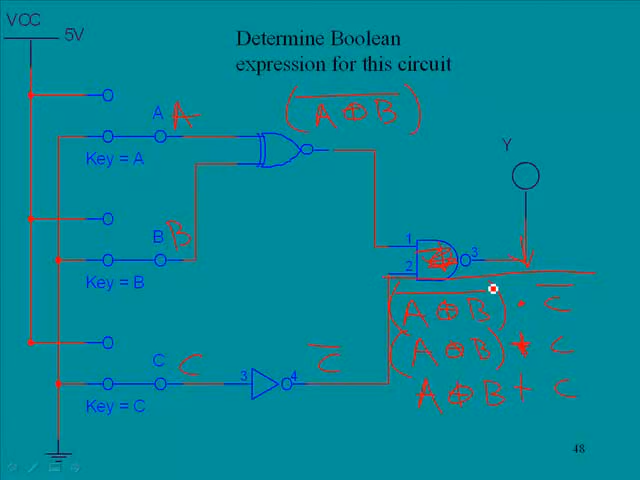 VCC
5V
Determine Boolean
expression for this circuit
A
A
(A ⊕ B)
Key = A
Y
B
B
1
2
3
Key = B
(A ⊕ B) • C
C
C
3
4
C
(A ⊕ B) + C
Key = C
A ⊕ B + C
48